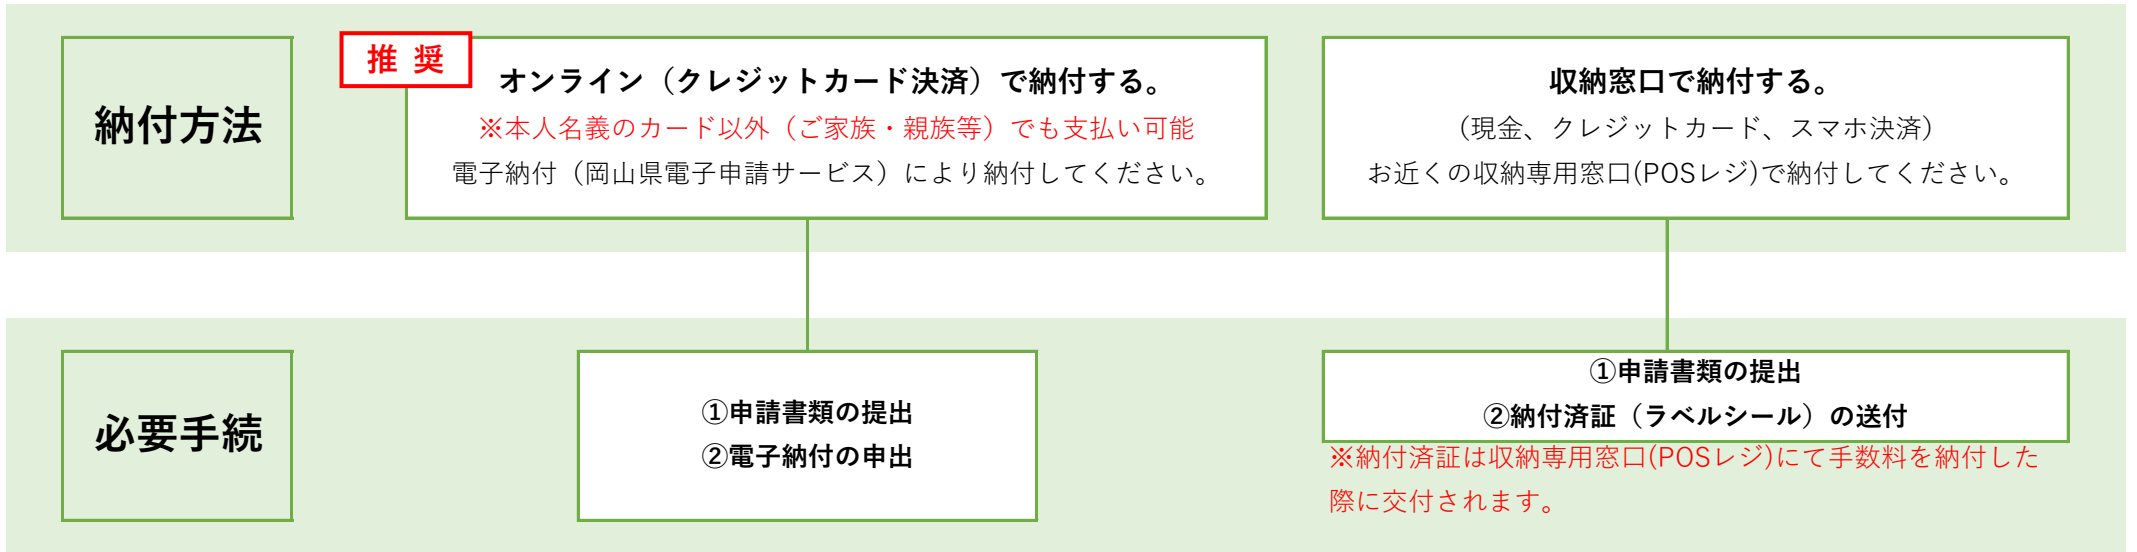 納付方法
推 奨
オンライン（クレジットカード決済）で納付する。
※本人名義のカード以外（ご家族・親族等）でも支払い可能
電子納付（岡山県電子申請サービス）により納付してください。
収納窓口で納付する。
（現金、クレジットカード、スマホ決済）
お近くの収納専用窓口(POSレジ)で納付してください。
必要手続
①申請書類の提出
②電子納付の申出
①申請書類の提出
②納付済証（ラベルシール）の送付
※納付済証は収納専用窓口(POSレジ)にて手数料を納付した
際に交付されます。